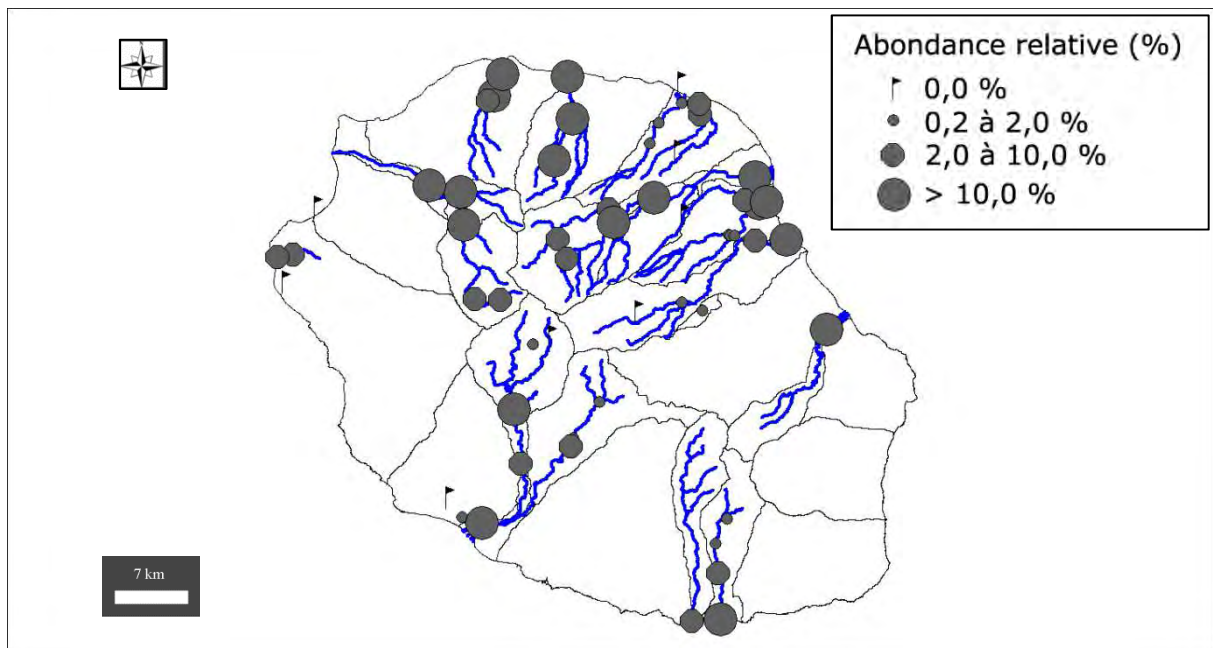 Abondance relative (%)
0,0 %
0,2 à 2,0 %
2,0 à 10,0 %
> 10,0 %
7 km